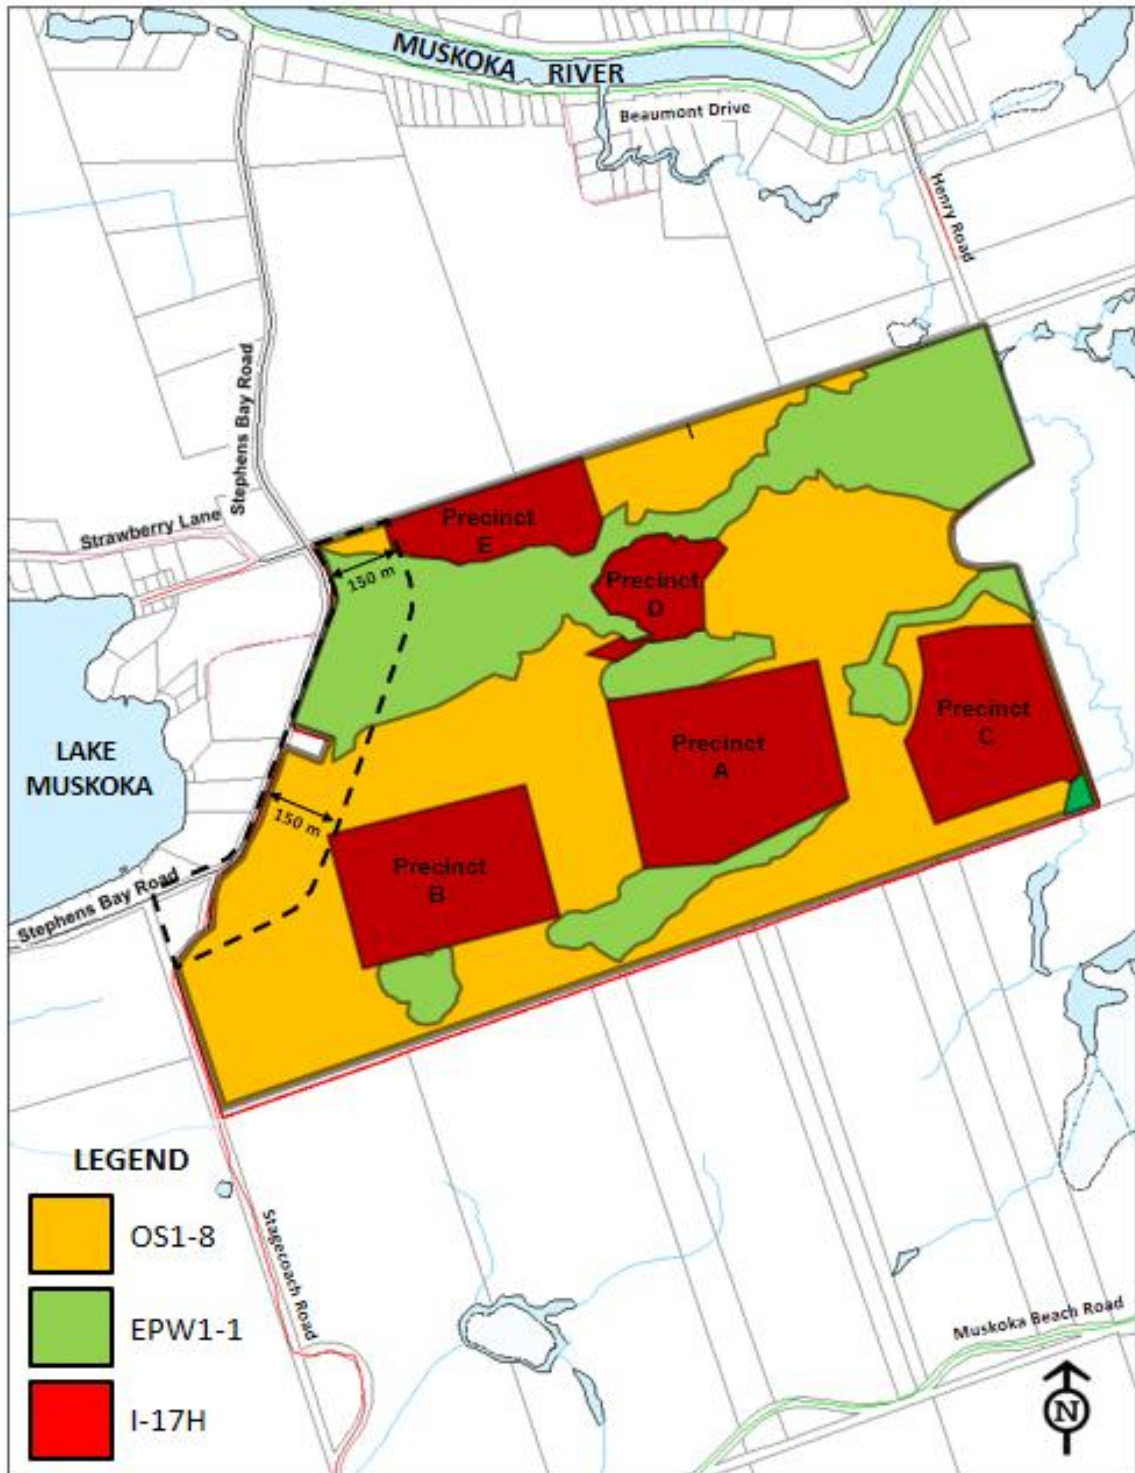 MUSKOKA RIVER
Beaumont Drive
Henry Road
Stephens Bay Road
Strawberry Lane
Precinct
E
150 m
Precinct
D
Precinct
C
Precinct
A
LAKE
MUSKOKA
150 m
Precinct
B
Stephens Bay Road
LEGEND
OS1-8
EPW1-1
I-17H
Stagecoach Road
Muskoka Beach Road
N